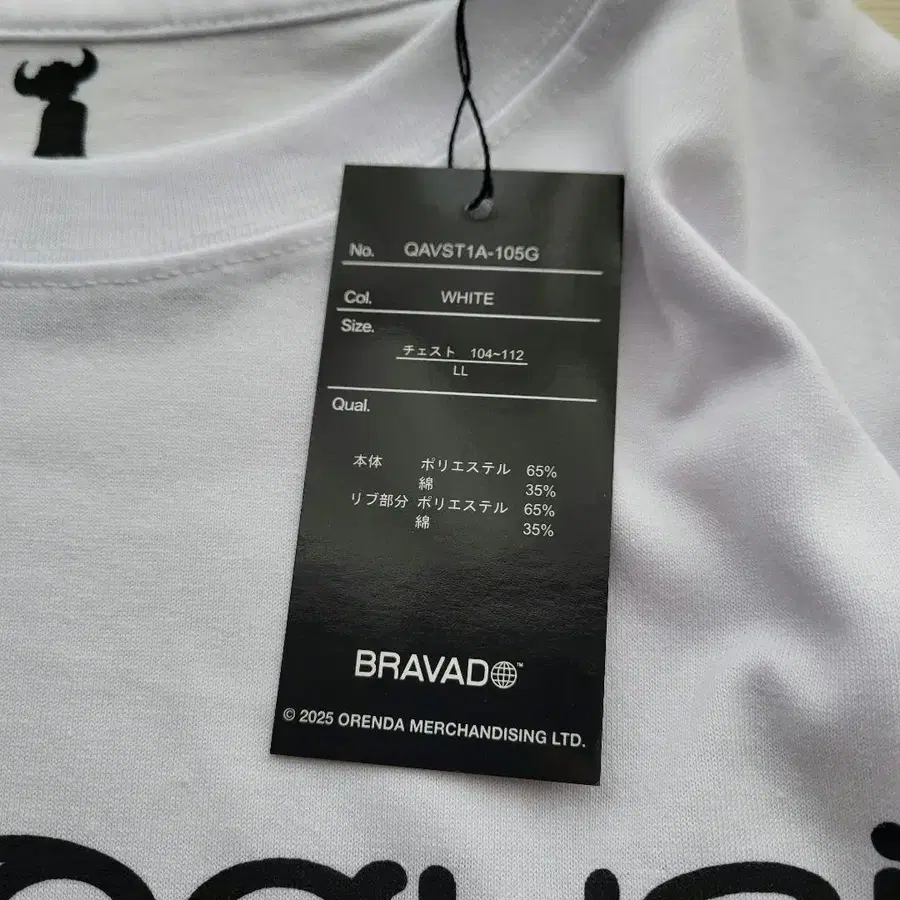 No. QAVST1A-105G
Col. WHITE
Size.
チェスト 104~112
LL
Qual.
本体 ポリエステル 65%
綿 35%
リブ部分 ポリエステル 65%
綿 35%
BRAVADO™
© 2025 ORENDA MERCHANDISING LTD.